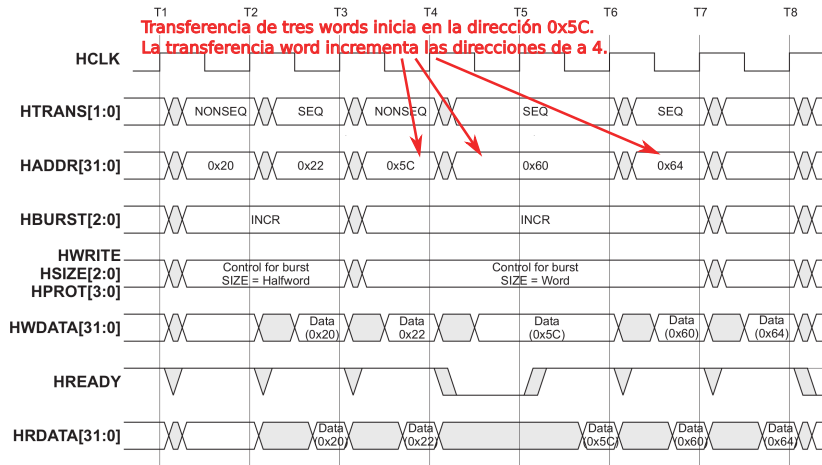 T1 T2 T3 T4 T5 T6 T7 T8
Transferencia de tres words inicia en la dirección 0x5C.
La transferencia word incrementa las direcciones de a 4.
HCLK
HTRANS[1:0] NONSEQ SEQ NONSEQ SEQ SEQ
HADDR[31:0] 0x20 0x22 0x5C 0x60 0x64
HBURST[2:0] INCR INCR
HWRITE
HSIZE[2:0]
HPROT[3:0]
Control for burst
SIZE = Halfword
Control for burst
SIZE = Word
HWDATA[31:0]
Data
(0x20)
Data
0x22
Data
(0x5C)
Data
(0x60)
Data
(0x64)
HREADY
HRDATA[31:0]
Data
(0x20)
Data
(0x22)
Data
(0x5C)
Data
(0x60)
Data
(0x64)